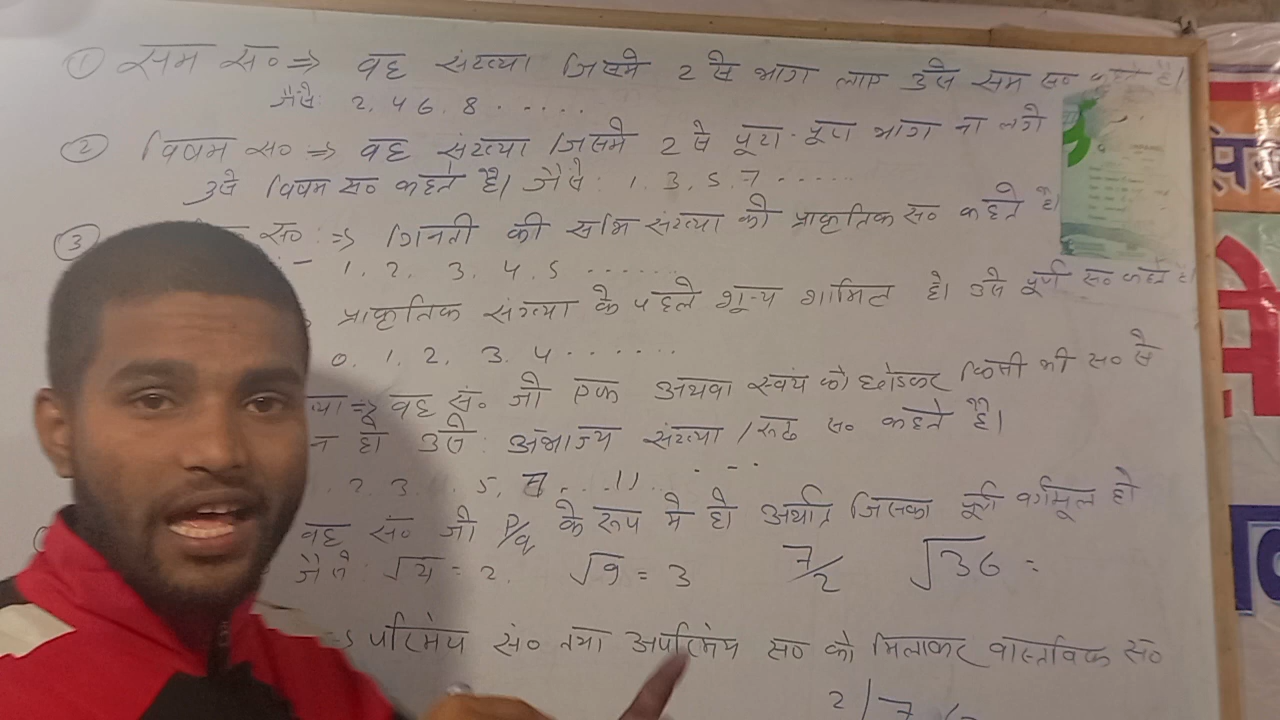 ① सम सं० ⇒ वह संख्या जिसमे 2 से भाग लाए उसे सम सं० कहते है।
जैसे: 2. 4 6. 8 . . . . .
② विषम सं० ⇒ वह संख्या जिसमे 2 से पूरा-पूरा भाग ना लगे
उसे विषम सं० कहते है। जैसे: 1. 3. 5. 7 . . . . . .
③ सं० :⇒ गिनती की सभि संख्या को प्राकृतिक सं० कहते है।
1. 2. 3. 4. 5 . . . . . .
प्राकृतिक संख्या के पहले शून्य शामिल है। उसे पूर्ण सं० कहते है।
0. 1. 2. 3. 4 . . . . . .
वह सं० जो एक अथवा स्वयं को छोडकर किसी भी सं० से
न हो उसे: अभाज्य संख्या / रूढ सं० कहते है।
2. 3. . . 5. . . . 11 . . . .
वह सं० जो P/q के रूप मे हो अर्थात् जिसका पूर्ण वर्गमूल हो
जैसे: √4 = 2. √9 = 3 7/2 √36 =
परिमेय सं० तथा अपरिमेय सं० को मिलाकर वास्तविक सं०
2 | 7